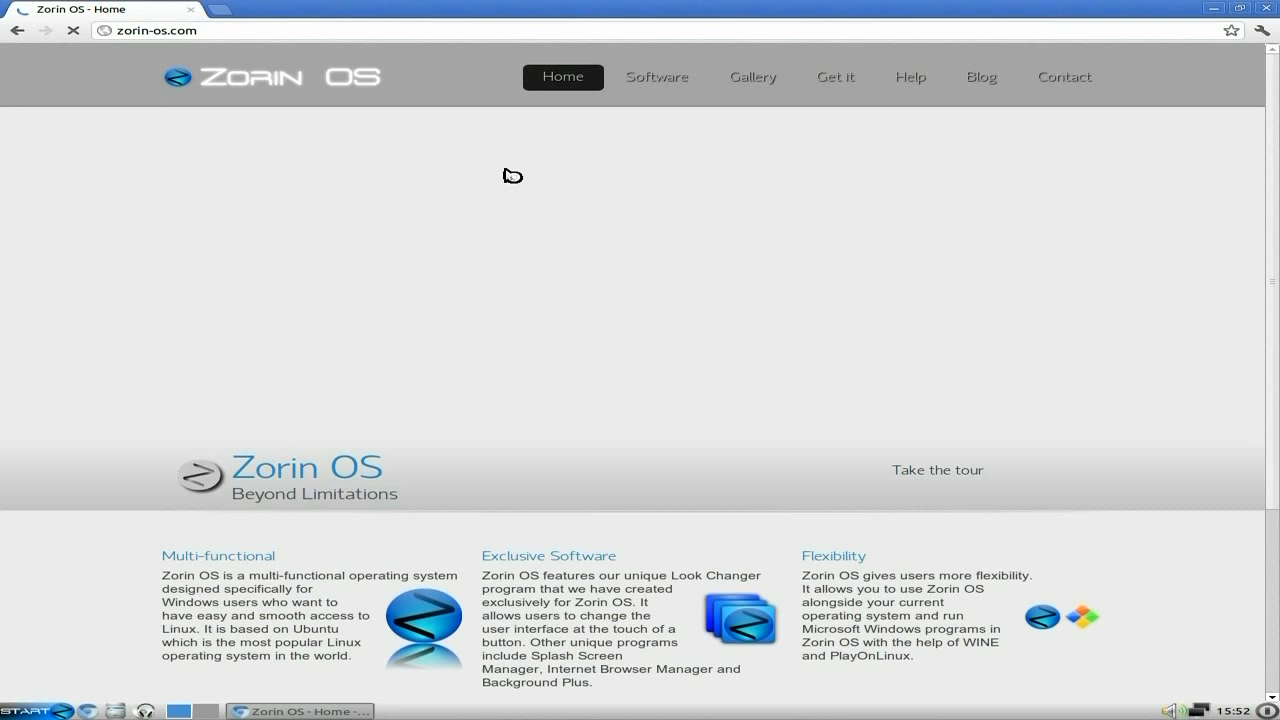 Zorin OS - Home
zorin-os.com
ZORIN OS
Home Software Gallery Get it Help Blog Contact
Zorin OS
Beyond Limitations
Take the tour
Multi-functional
Zorin OS is a multi-functional operating system
designed specifically for
Windows users who want to
have easy and smooth access to
Linux. It is based on Ubuntu
which is the most popular Linux
operating system in the world.
Exclusive Software
Zorin OS features our unique Look Changer
program that we have created
exclusively for Zorin OS. It
allows users to change the
user interface at the touch of a
button. Other unique programs
include Splash Screen
Manager, Internet Browser Manager and
Background Plus.
Flexibility
Zorin OS gives users more flexibility.
It allows you to use Zorin OS
alongside your current
operating system and run
Microsoft Windows programs in
Zorin OS with the help of WINE
and PlayOnLinux.
START
Zorin OS - Home -...
15:52